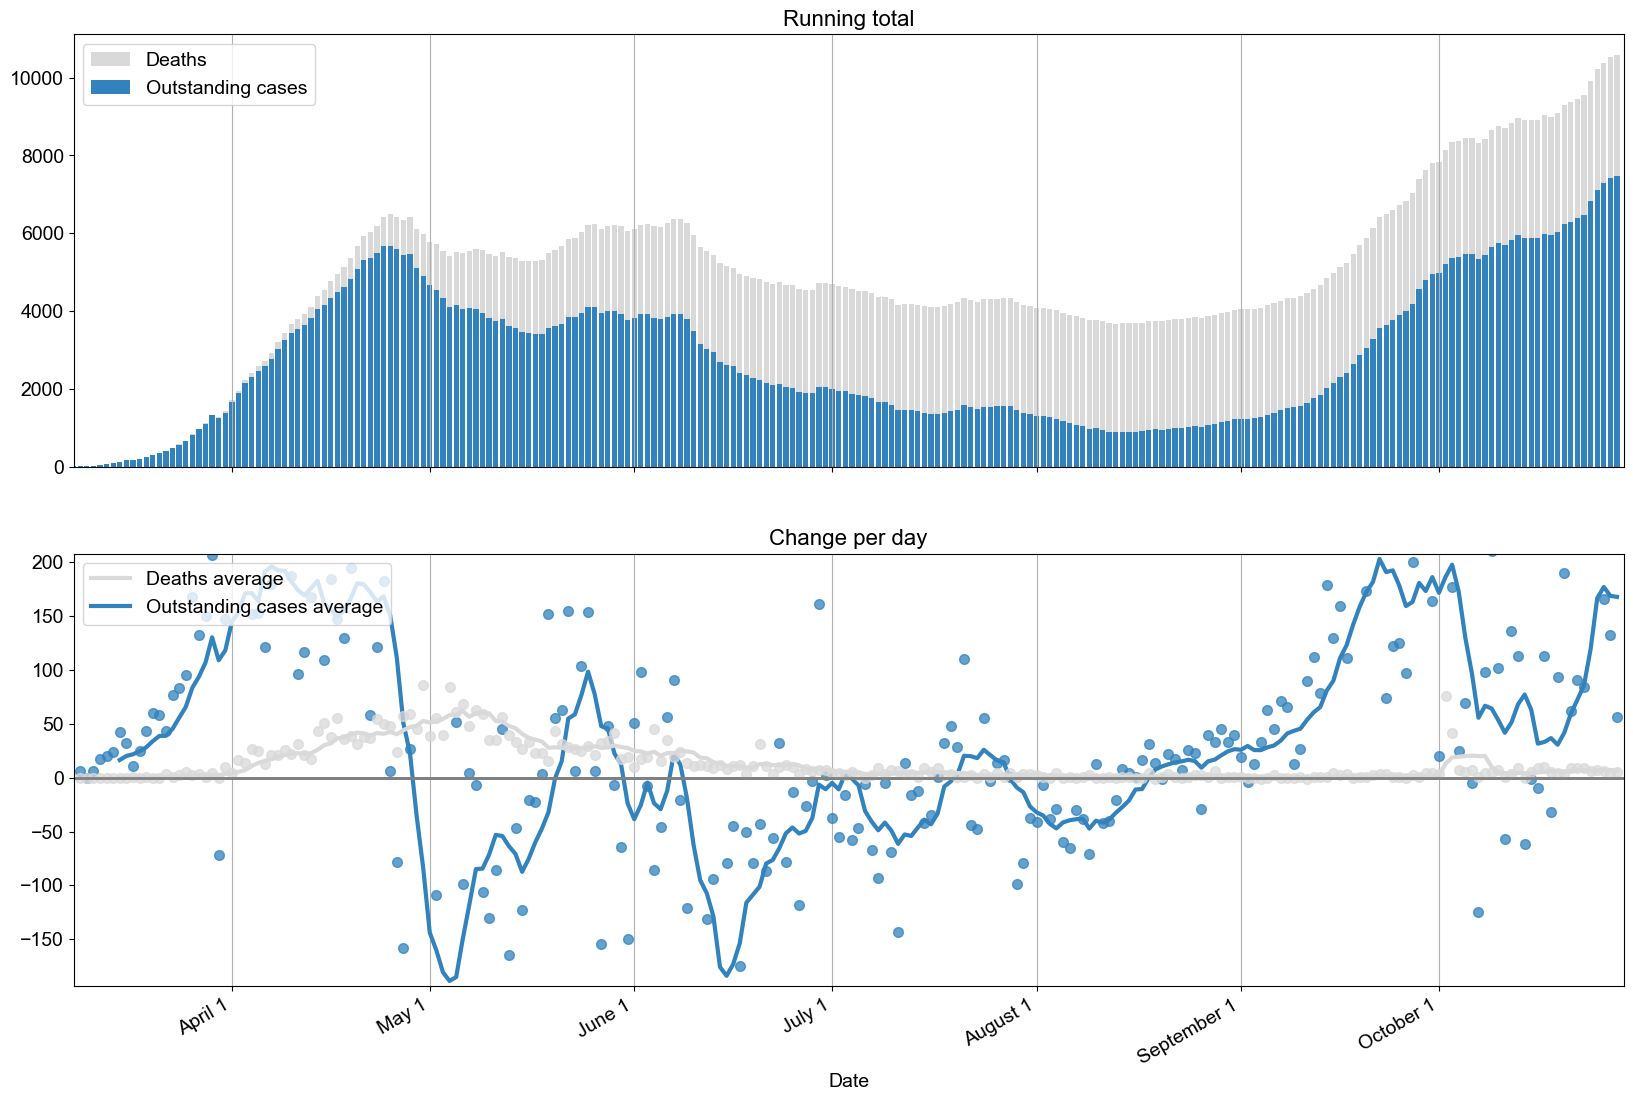 Running total
Deaths
Outstanding cases
10000
8000
6000
4000
2000
0
Change per day
Deaths average
Outstanding cases average
200
150
100
50
0
−50
−100
−150
April 1
May 1
June 1
July 1
August 1
September 1
October 1
Date